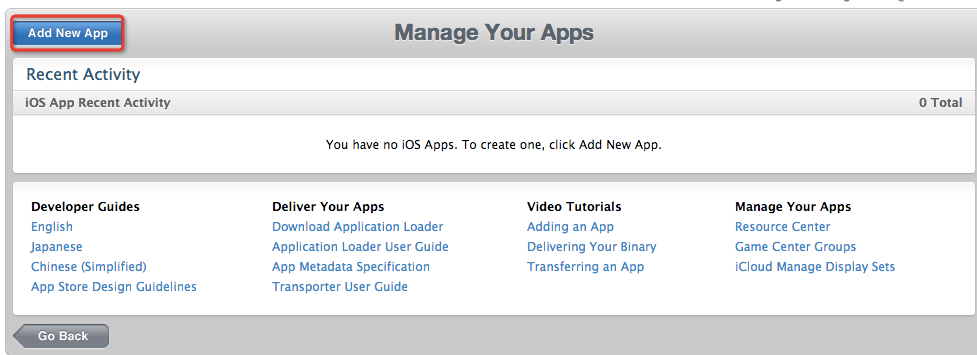 Add New App
Manage Your Apps
Recent Activity
iOS App Recent Activity 0 Total
You have no iOS Apps. To create one, click Add New App.
Developer Guides
English
Japanese
Chinese (Simplified)
App Store Design Guidelines
Deliver Your Apps
Download Application Loader
Application Loader User Guide
App Metadata Specification
Transporter User Guide
Video Tutorials
Adding an App
Delivering Your Binary
Transferring an App
Manage Your Apps
Resource Center
Game Center Groups
iCloud Manage Display Sets
Go Back